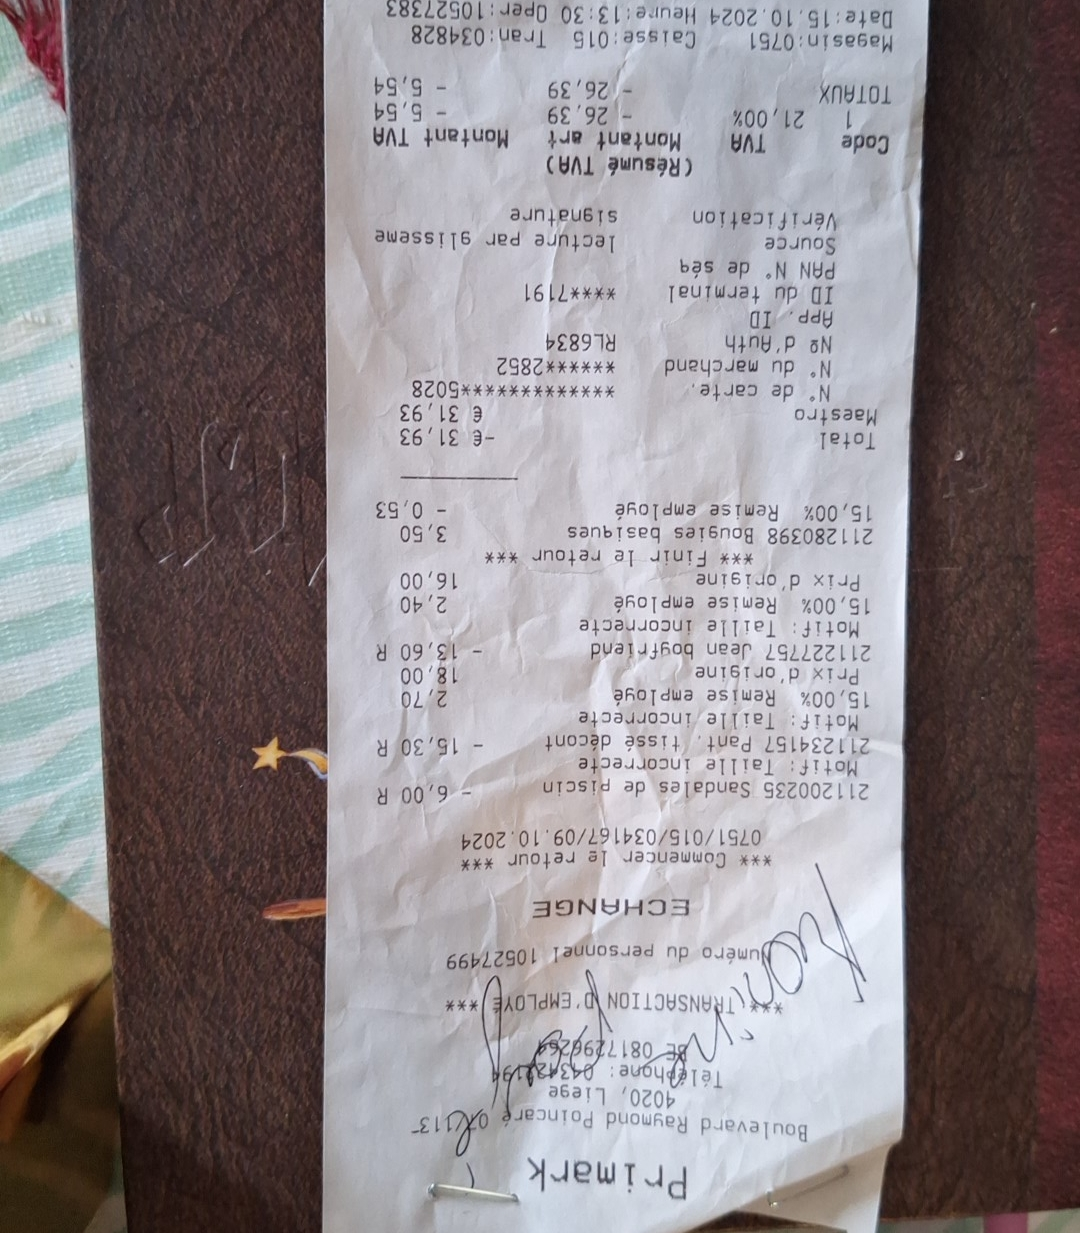 Primark
Boulevard Raymond Poincaré
4020, Liege
Téléphone:
BE 0817296264
*** TRANSACTION D'EMPLOYÉ ***
Numéro du personnel 10527499
ECHANGE
*** Commencer le retour ***
0751/015/034167/09.10.2024
211200235 Sandales de piscin - 6,00 R
Motif: Taille incorrecte
211234157 Pant. tissé décont - 15,30 R
Motif: Taille incorrecte
15,00% Remise employé 2,70
Prix d'origine 18,00
211227757 Jean boyfriend - 13,60 R
Motif: Taille incorrecte
15,00% Remise employé 2,40
Prix d'origine 16,00
*** Finir le retour ***
211280398 Bougies basiques 3,50
15,00% Remise employé - 0,53
Total -€ 31,93
Maestro € 31,93
N° de carte. **************5028
N° du marchand ******2852
Nº d'Auth RL6834
App. ID
ID du terminal ****7191
PAN N° de séq
Source lecture par glisseme
Vérification signature
(Résumé TVA)
Code TVA Montant art Montant TVA
1 21,00% - 26,39 - 5,54
TOTAUX - 26,39 - 5,54
Magasin:0751 Caisse:015 Tran:034828
Date:15.10.2024 Heure:13:30 Oper:10527383